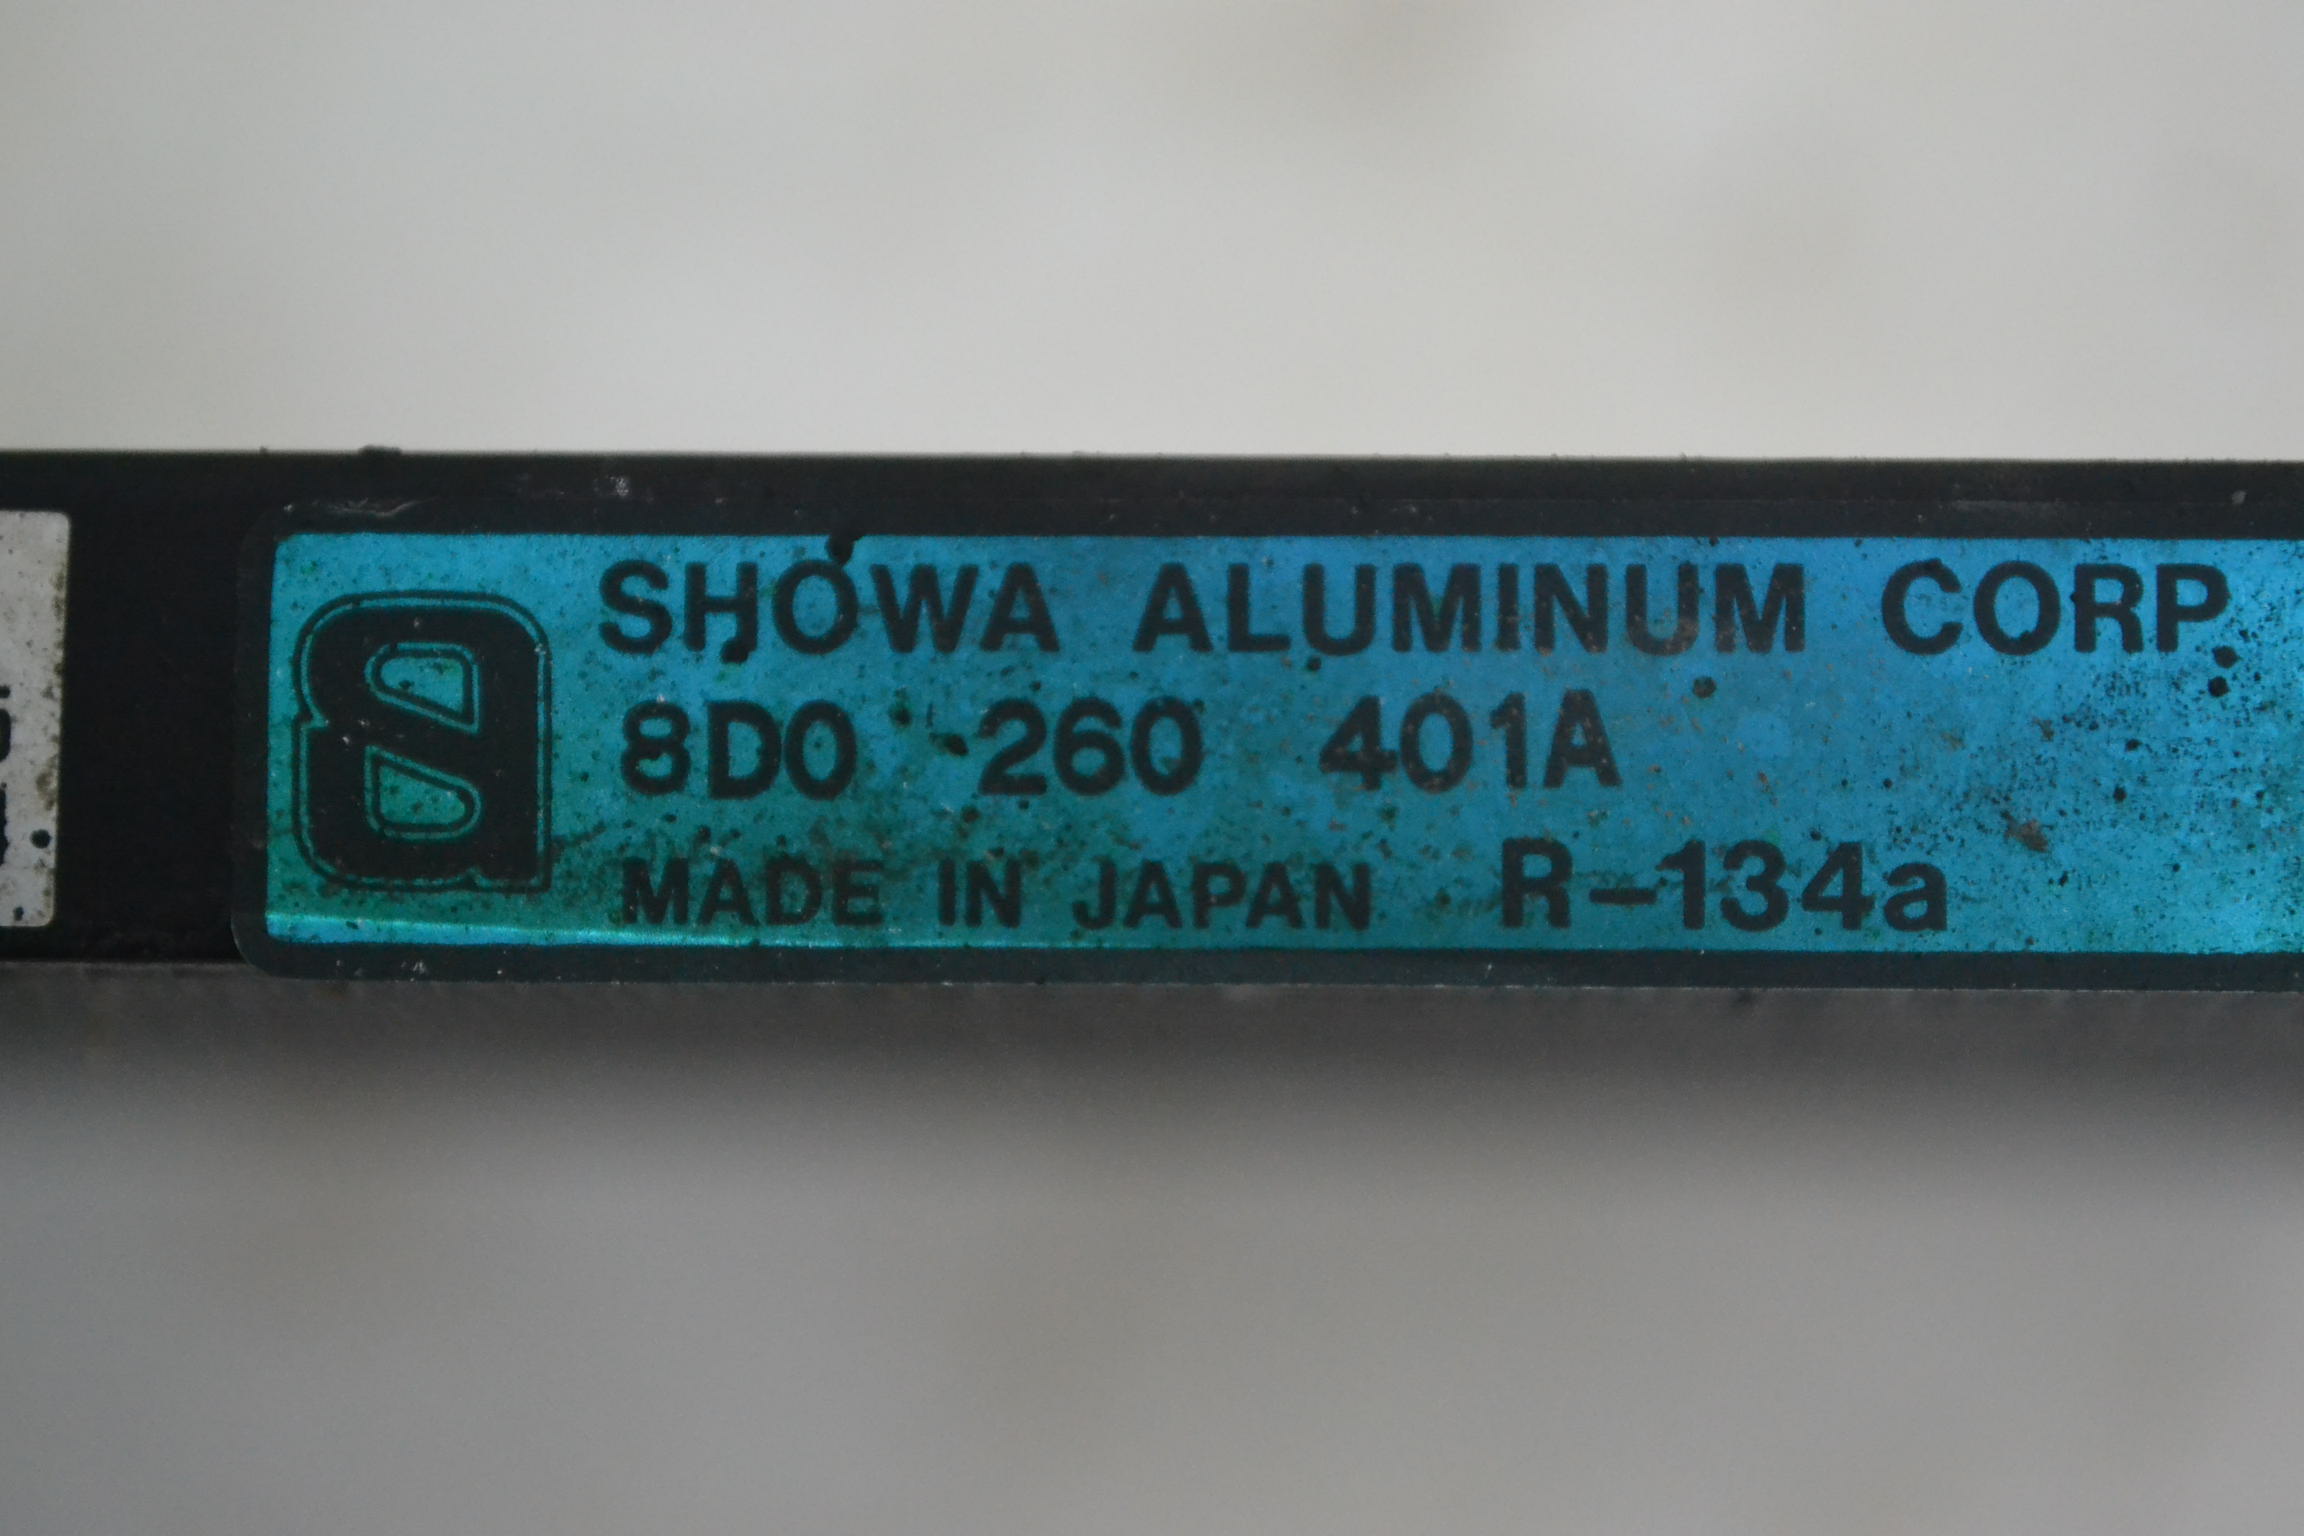 SHOWA ALUMINUM CORP.
8D0 260 401A
MADE IN JAPAN R-134a